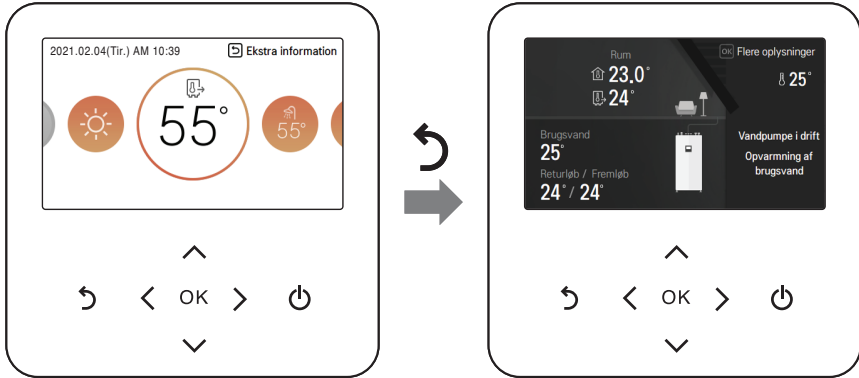 2021.02.04(Tir.) AM 10:39
Ekstra information
55°
55°
OK
Rum
23,0°
24°
OK Flere oplysninger
25°
Brugsvand
25°
Returløb / Fremløb
24° / 24°
Vandpumpe i drift
Opvarmning af
brugsvand
OK